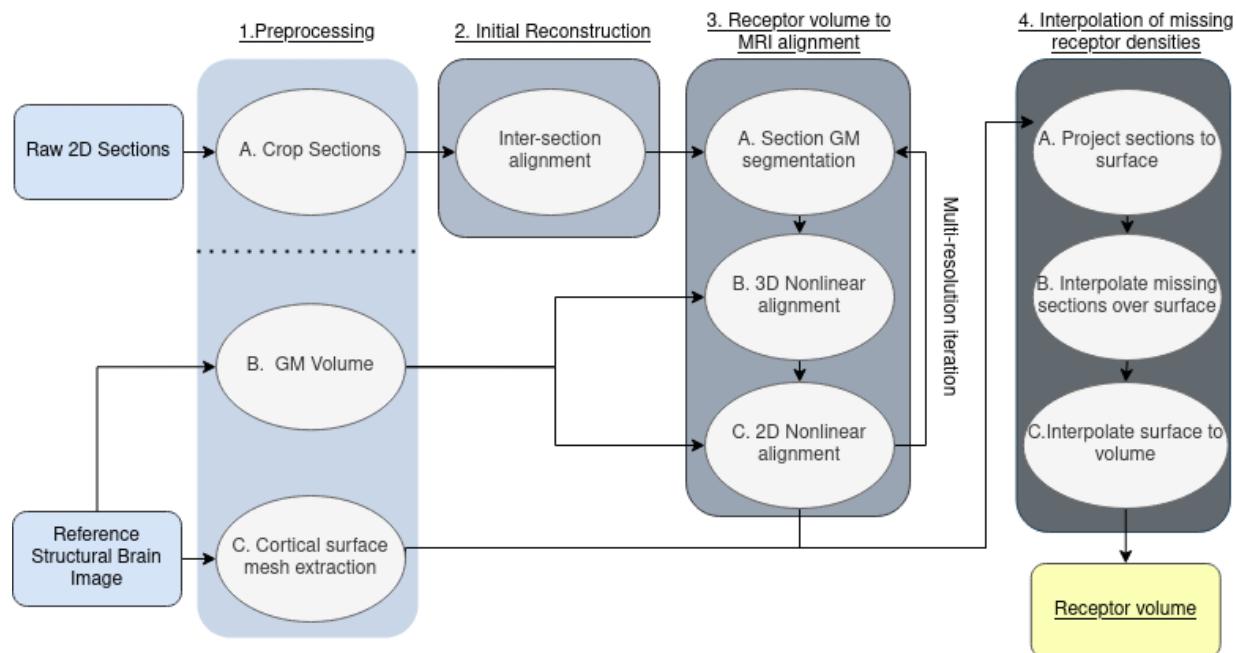 1.Preprocessing
2. Initial Reconstruction
3. Receptor volume to
MRI alignment
4. Interpolation of missing
receptor densities
Raw 2D Sections
A. Crop Sections
Inter-section
alignment
A. Section GM
segmentation
A. Project sections to
surface
Multi-resolution iteration
B. 3D Nonlinear
alignment
B. Interpolate missing
sections over surface
B. GM Volume
C. 2D Nonlinear
alignment
C.Interpolate surface to
volume
Reference
Structural Brain
Image
C. Cortical surface
mesh extraction
Receptor volume